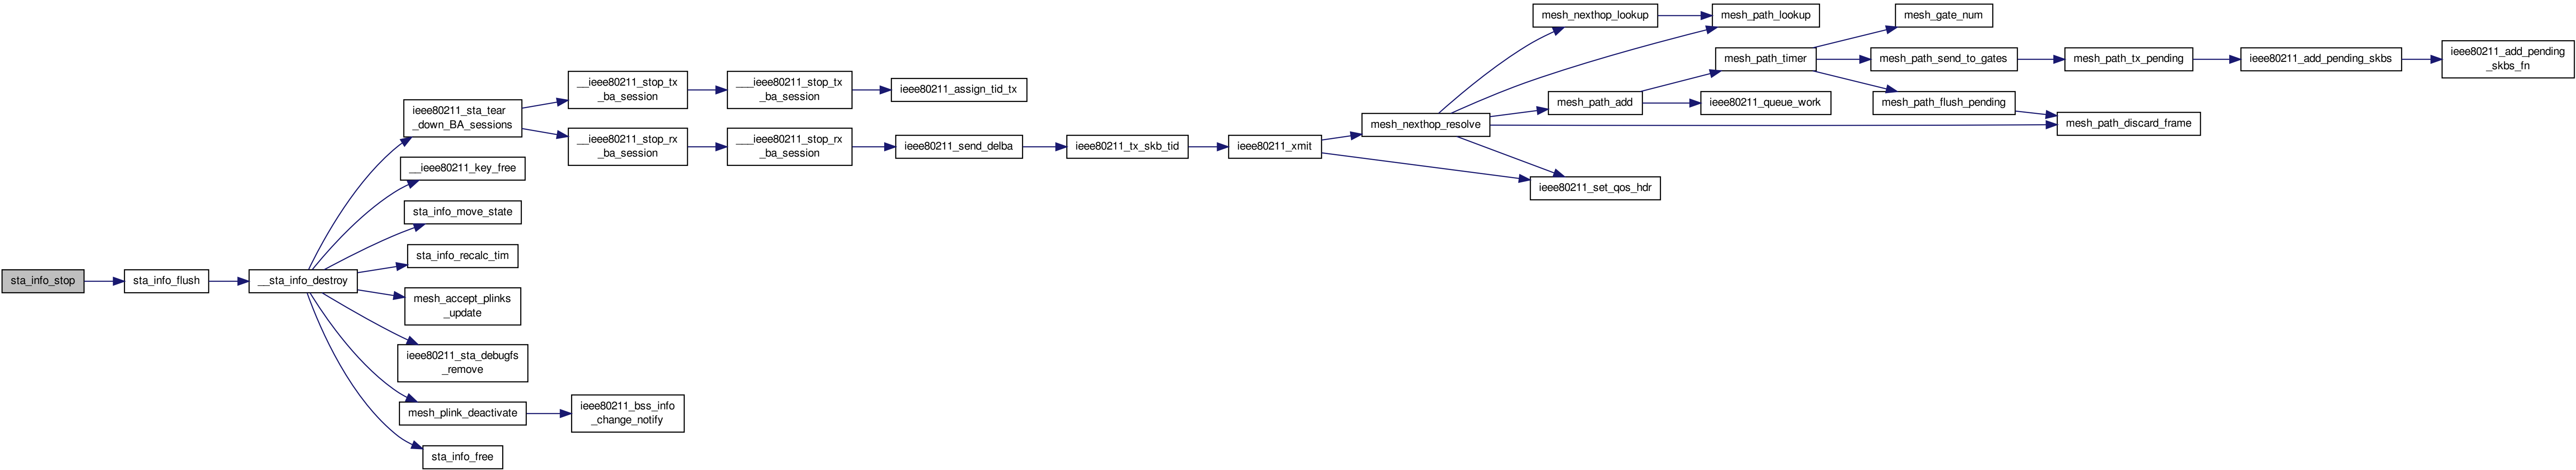 sta_info_stop
sta_info_flush
__sta_info_destroy
ieee80211_sta_tear
_down_BA_sessions
__ieee80211_key_free
sta_info_move_state
sta_info_recalc_tim
mesh_accept_plinks
_update
ieee80211_sta_debugfs
_remove
mesh_plink_deactivate
sta_info_free
__ieee80211_stop_tx
_ba_session
__ieee80211_stop_rx
_ba_session
ieee80211_bss_info
_change_notify
___ieee80211_stop_tx
_ba_session
___ieee80211_stop_rx
_ba_session
ieee80211_assign_tid_tx
ieee80211_send_delba
ieee80211_tx_skb_tid
ieee80211_xmit
mesh_nexthop_resolve
mesh_nexthop_lookup
mesh_path_add
ieee80211_set_qos_hdr
mesh_path_lookup
mesh_path_timer
ieee80211_queue_work
mesh_gate_num
mesh_path_send_to_gates
mesh_path_flush_pending
mesh_path_tx_pending
mesh_path_discard_frame
ieee80211_add_pending_skbs
ieee80211_add_pending
_skbs_fn